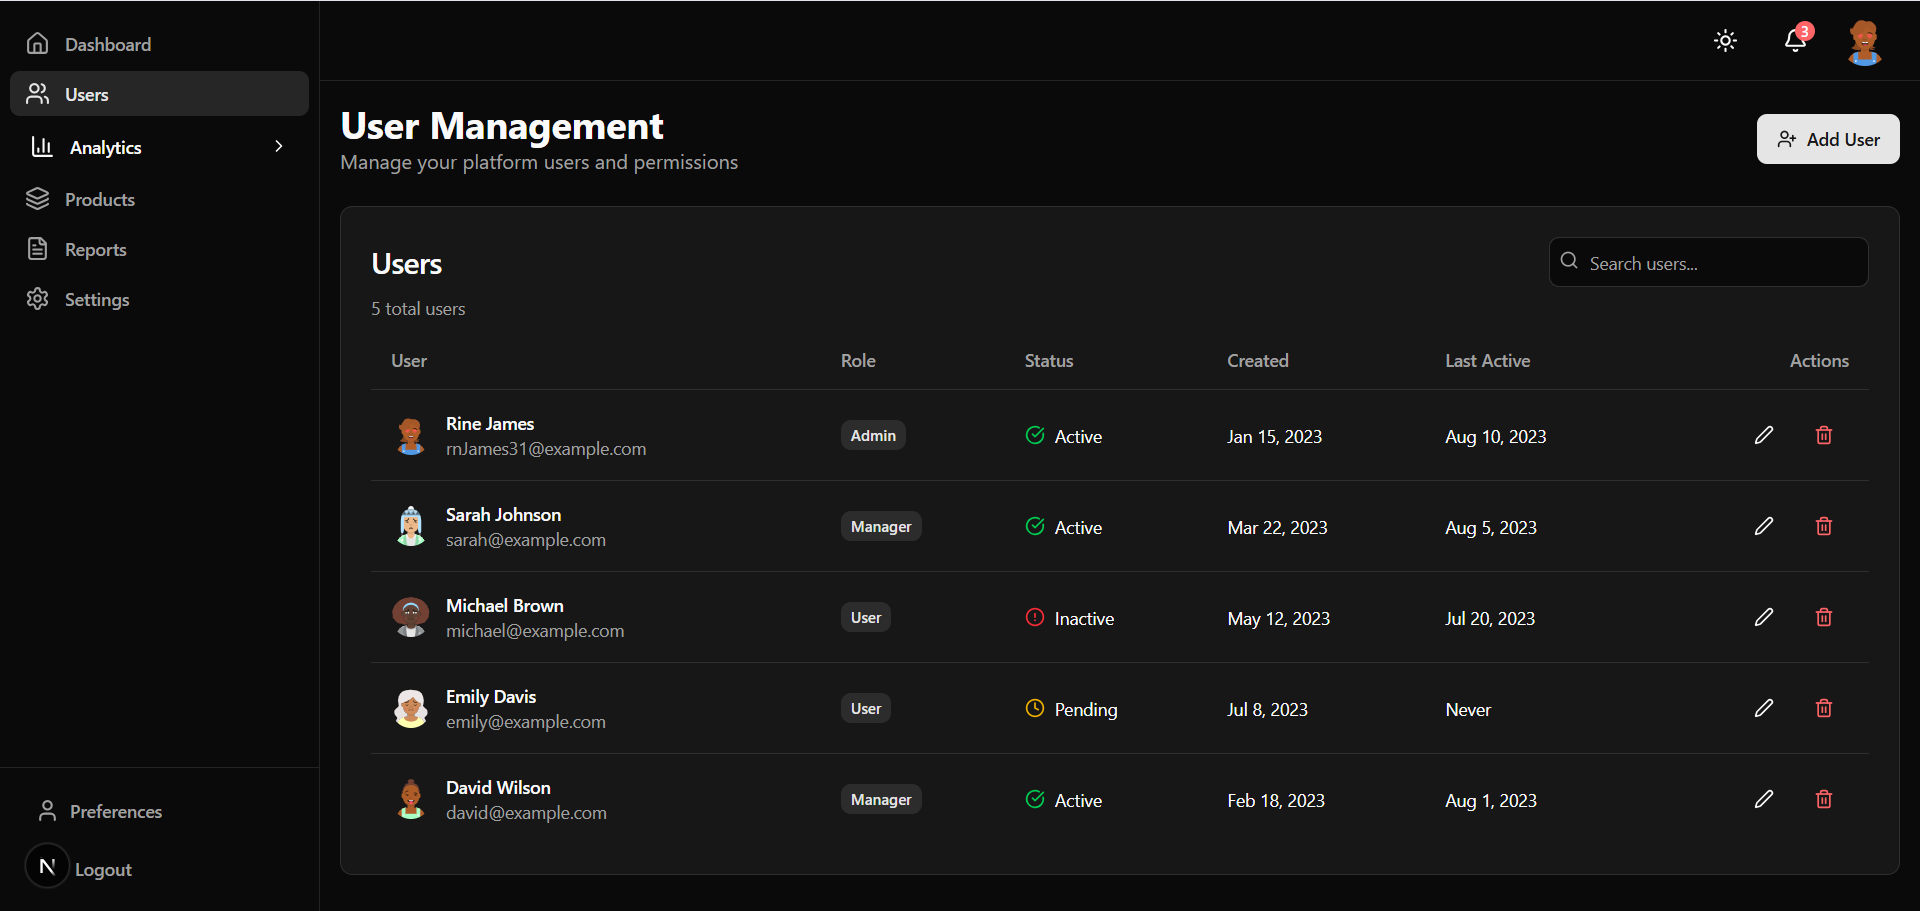 Dashboard
Users
Analytics
Products
Reports
Settings
Preferences
N
Logout
3
User Management
Manage your platform users and permissions
Add User
Users
5 total users
Search users...
User Role Status Created Last Active Actions
Rine James
rnJames31@example.com
Admin Active Jan 15, 2023 Aug 10, 2023
Sarah Johnson
sarah@example.com
Manager Active Mar 22, 2023 Aug 5, 2023
Michael Brown
michael@example.com
User Inactive May 12, 2023 Jul 20, 2023
Emily Davis
emily@example.com
User Pending Jul 8, 2023 Never
David Wilson
david@example.com
Manager Active Feb 18, 2023 Aug 1, 2023